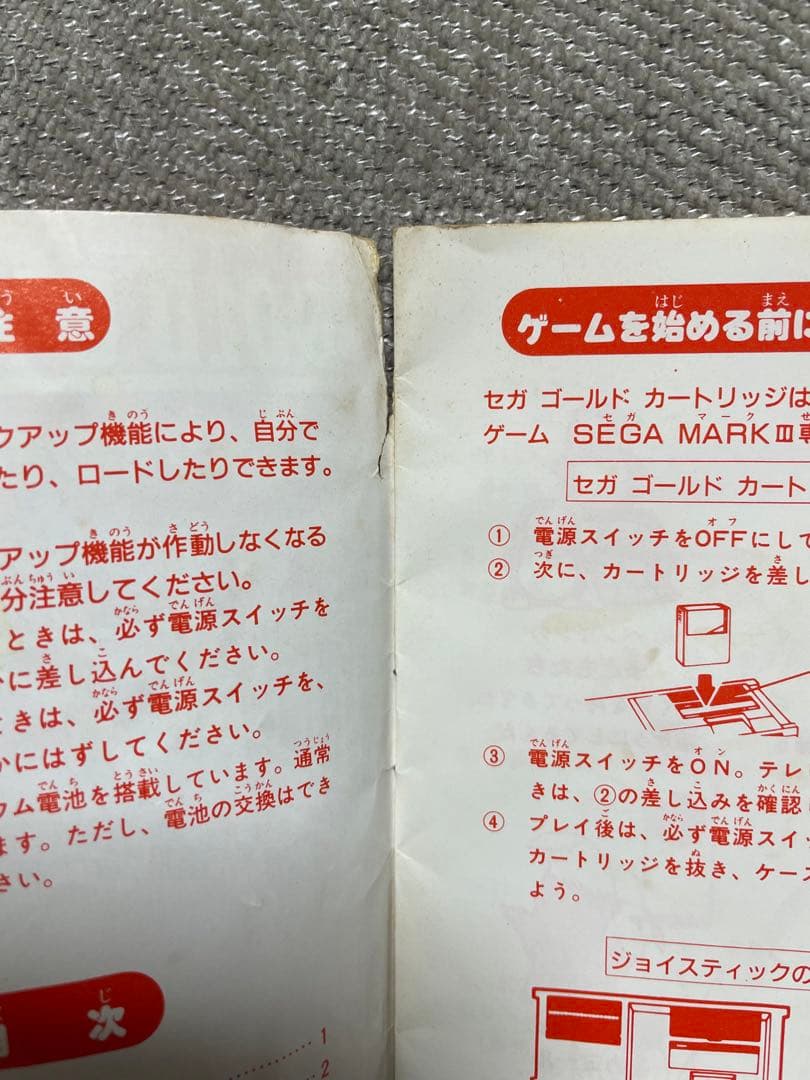 注意
クアップ機能により、自分で
たり、ロードしたりできます。
アップ機能が作動しなくなる
分注意してください。
ときは、必ず電源スイッチを
かに差し込んでください。
ときは、必ず電源スイッチを、
かにはずしてください。
ウム電池を搭載しています。通常
ます。ただし、電池の交換はでき
さい。
次
1
2
ゲームを始める前に
セガ ゴールド カートリッジは
ゲーム SEGA MARKⅢ専
セガ ゴールド カート
① 電源スイッチをOFFにして
② 次に、カートリッジを差し
③ 電源スイッチをON。テレ
きは、②の差し込みを確認
④ プレイ後は、必ず電源スイッ
カートリッジを抜き、ケース
よう。
ジョイスティックの